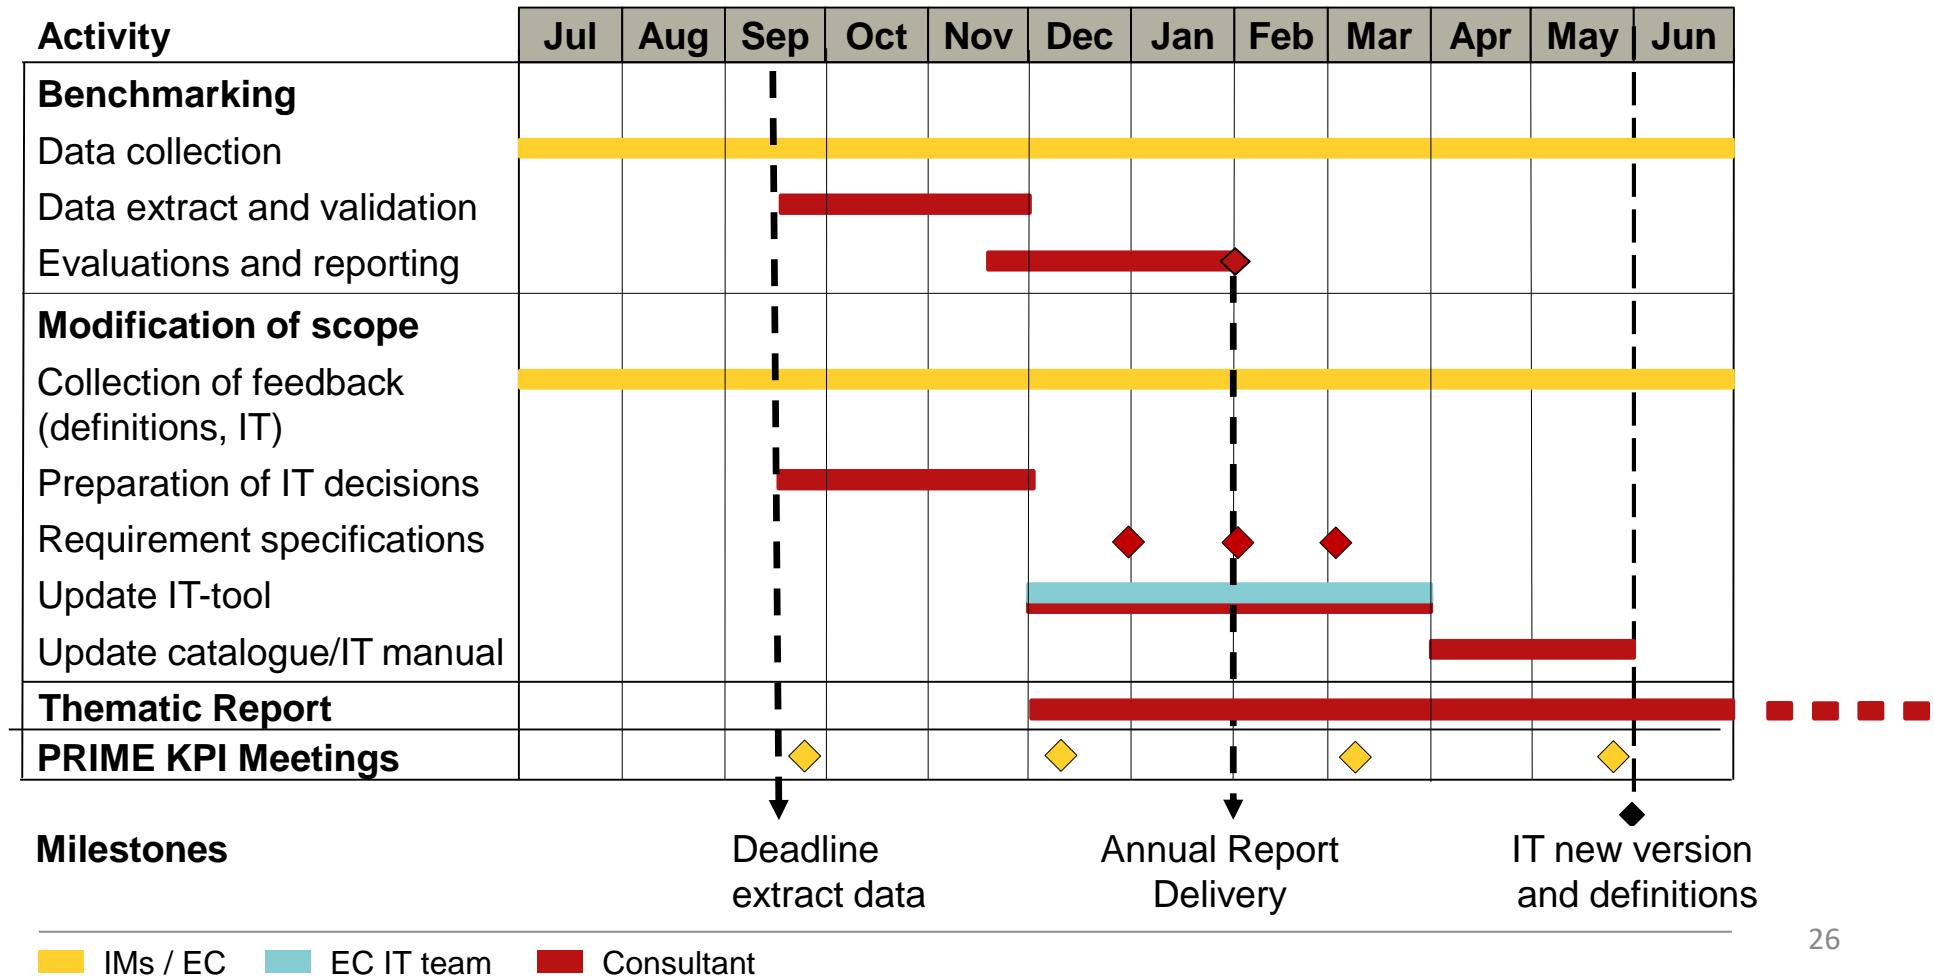 Activity Jul Aug Sep Oct Nov Dec Jan Feb Mar Apr May Jun
Benchmarking
Data collection
Data extract and validation
Evaluations and reporting
Modification of scope
Collection of feedback
(definitions, IT)
Preparation of IT decisions
Requirement specifications
Update IT-tool
Update catalogue/IT manual
Thematic Report
PRIME KPI Meetings
Milestones
Deadline
extract data
Annual Report
Delivery
IT new version
and definitions
IMs / EC EC IT team Consultant
26